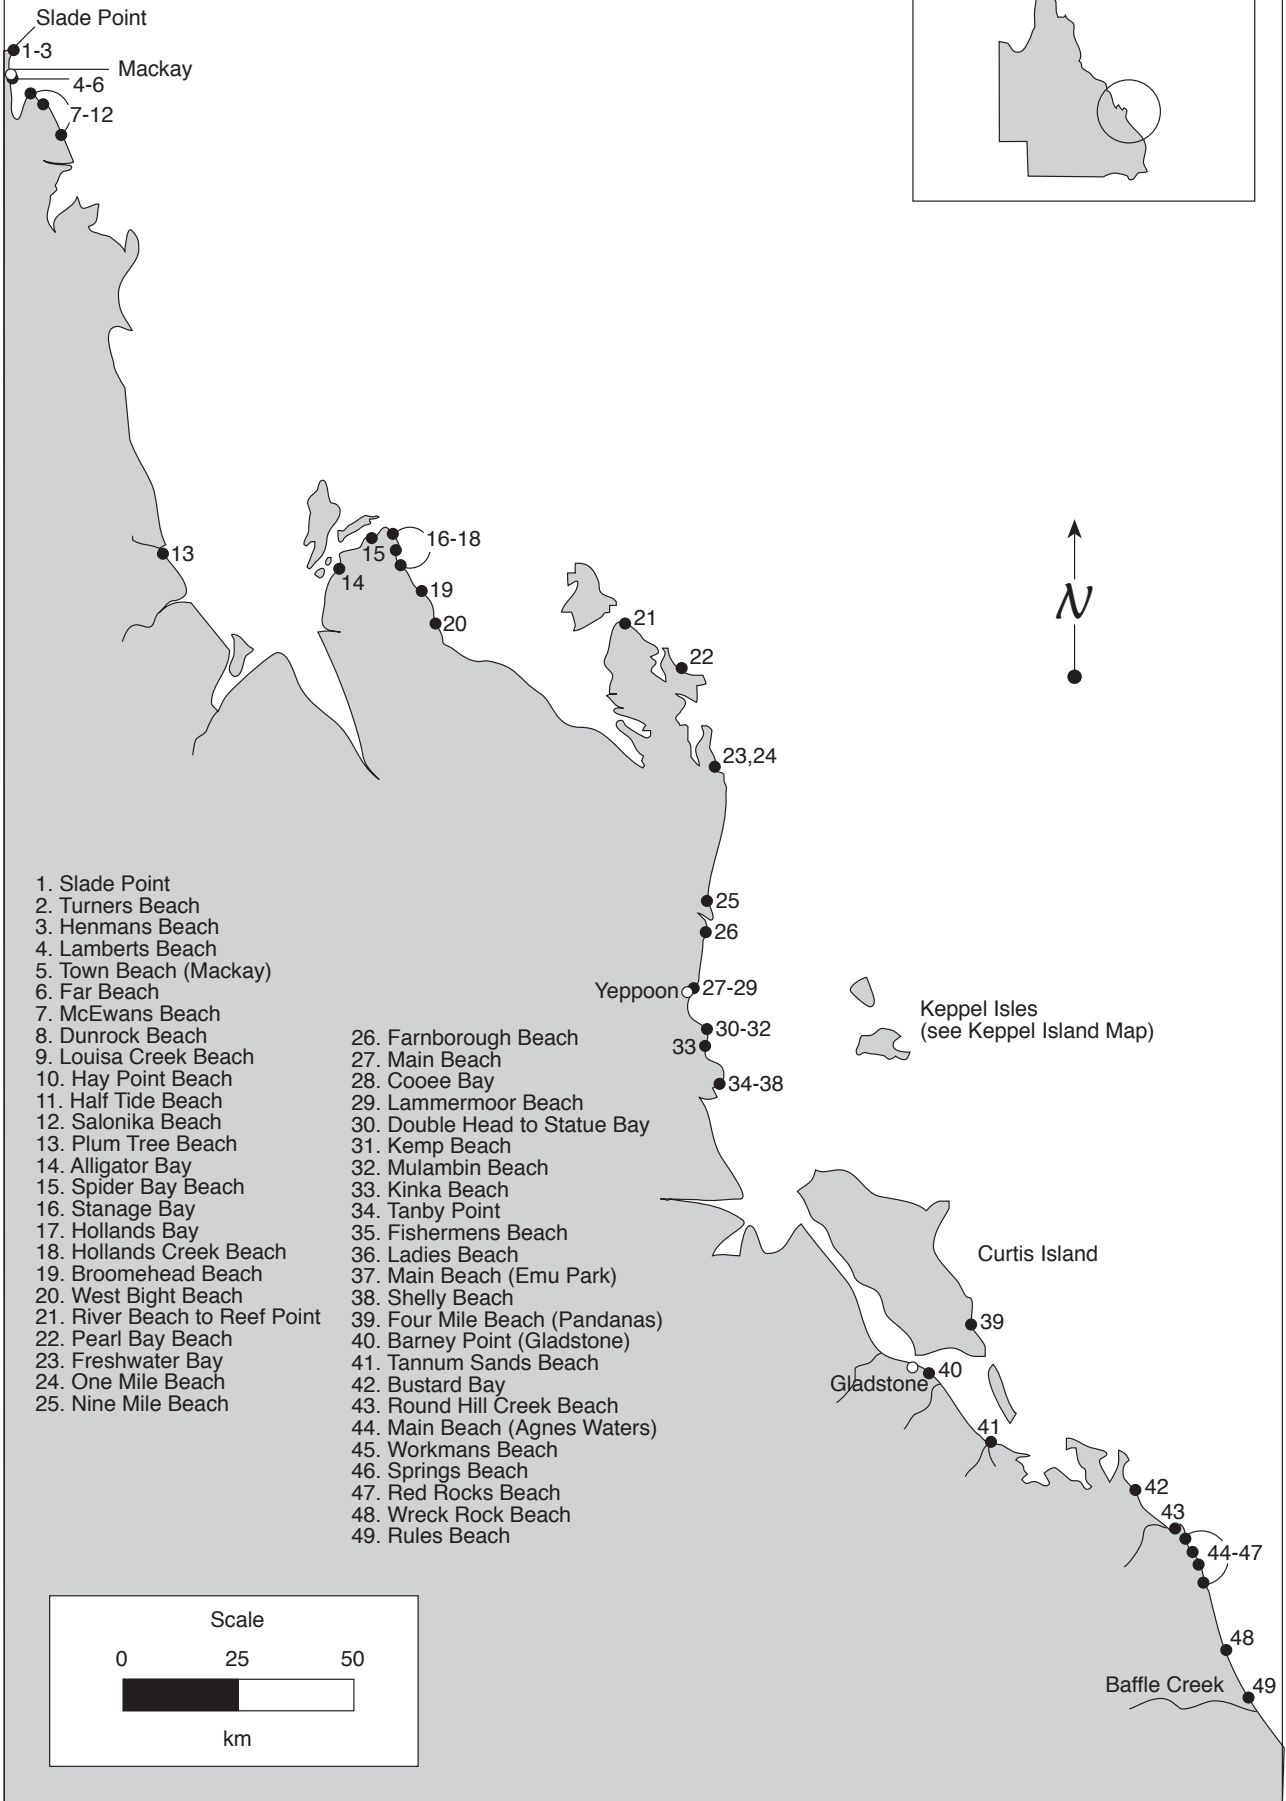 Slade Point
1-3
Mackay
4-6
7-12
13
14
15
16-18
19
20
21
22
N
23,24
25
26
Yeppoon
27-29
30-32
33
34-38
Keppel Isles
(see Keppel Island Map)
Curtis Island
39
40
Gladstone
41
42
43
44-47
48
Baffle Creek
49
1. Slade Point
2. Turners Beach
3. Henmans Beach
4. Lamberts Beach
5. Town Beach (Mackay)
6. Far Beach
7. McEwans Beach
8. Dunrock Beach
9. Louisa Creek Beach
10. Hay Point Beach
11. Half Tide Beach
12. Salonika Beach
13. Plum Tree Beach
14. Alligator Bay
15. Spider Bay Beach
16. Stanage Bay
17. Hollands Bay
18. Hollands Creek Beach
19. Broomehead Beach
20. West Bight Beach
21. River Beach to Reef Point
22. Pearl Bay Beach
23. Freshwater Bay
24. One Mile Beach
25. Nine Mile Beach
26. Farnborough Beach
27. Main Beach
28. Cooee Bay
29. Lammermoor Beach
30. Double Head to Statue Bay
31. Kemp Beach
32. Mulambin Beach
33. Kinka Beach
34. Tanby Point
35. Fishermens Beach
36. Ladies Beach
37. Main Beach (Emu Park)
38. Shelly Beach
39. Four Mile Beach (Pandanas)
40. Barney Point (Gladstone)
41. Tannum Sands Beach
42. Bustard Bay
43. Round Hill Creek Beach
44. Main Beach (Agnes Waters)
45. Workmans Beach
46. Springs Beach
47. Red Rocks Beach
48. Wreck Rock Beach
49. Rules Beach
Scale
0 25 50
km